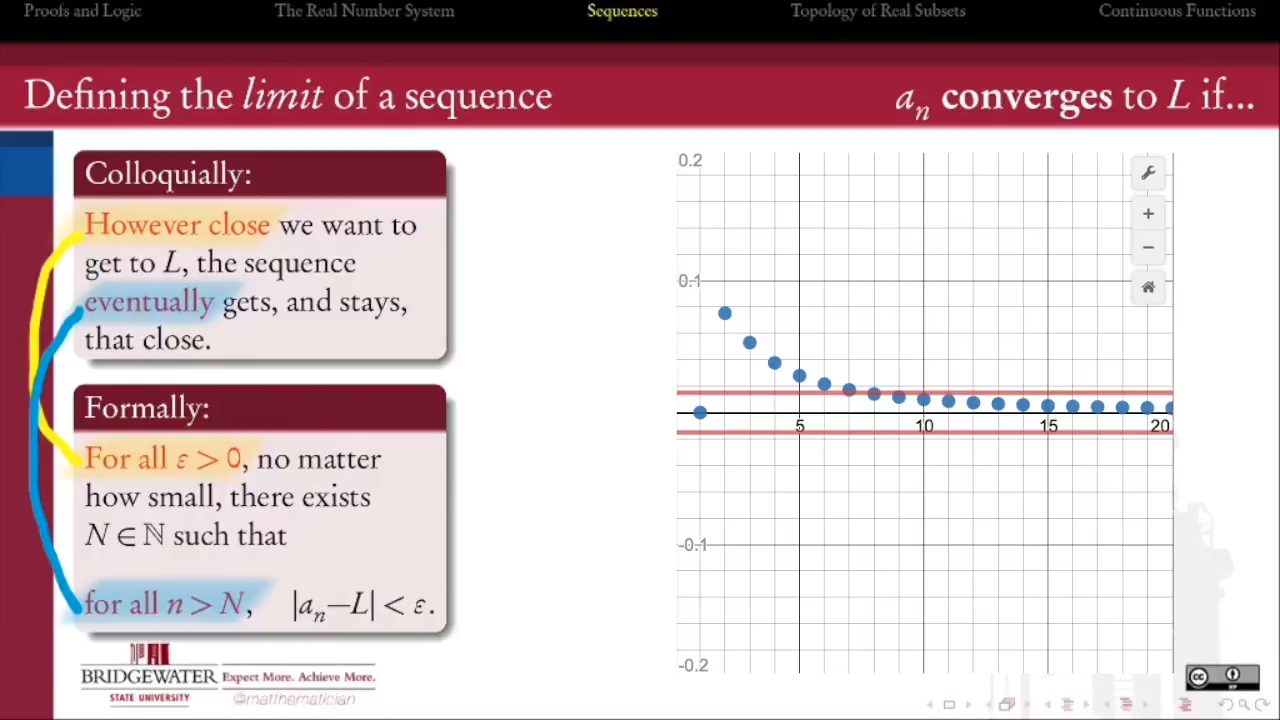 Proofs and Logic The Real Number System Sequences Topology of Real Subsets Continuous Functions
Defining the limit of a sequence
aₙ converges to L if...
Colloquially:
However close we want to
get to L, the sequence
eventually gets, and stays,
that close.
Formally:
For all ε > 0, no matter
how small, there exists
N ∈ ℕ such that
for all n > N, |aₙ−L| < ε.
0.2
0.1
5 10 15 20
-0.1
-0.2
BRIDGEWATER
STATE UNIVERSITY
Expect More. Achieve More.
@matthematician